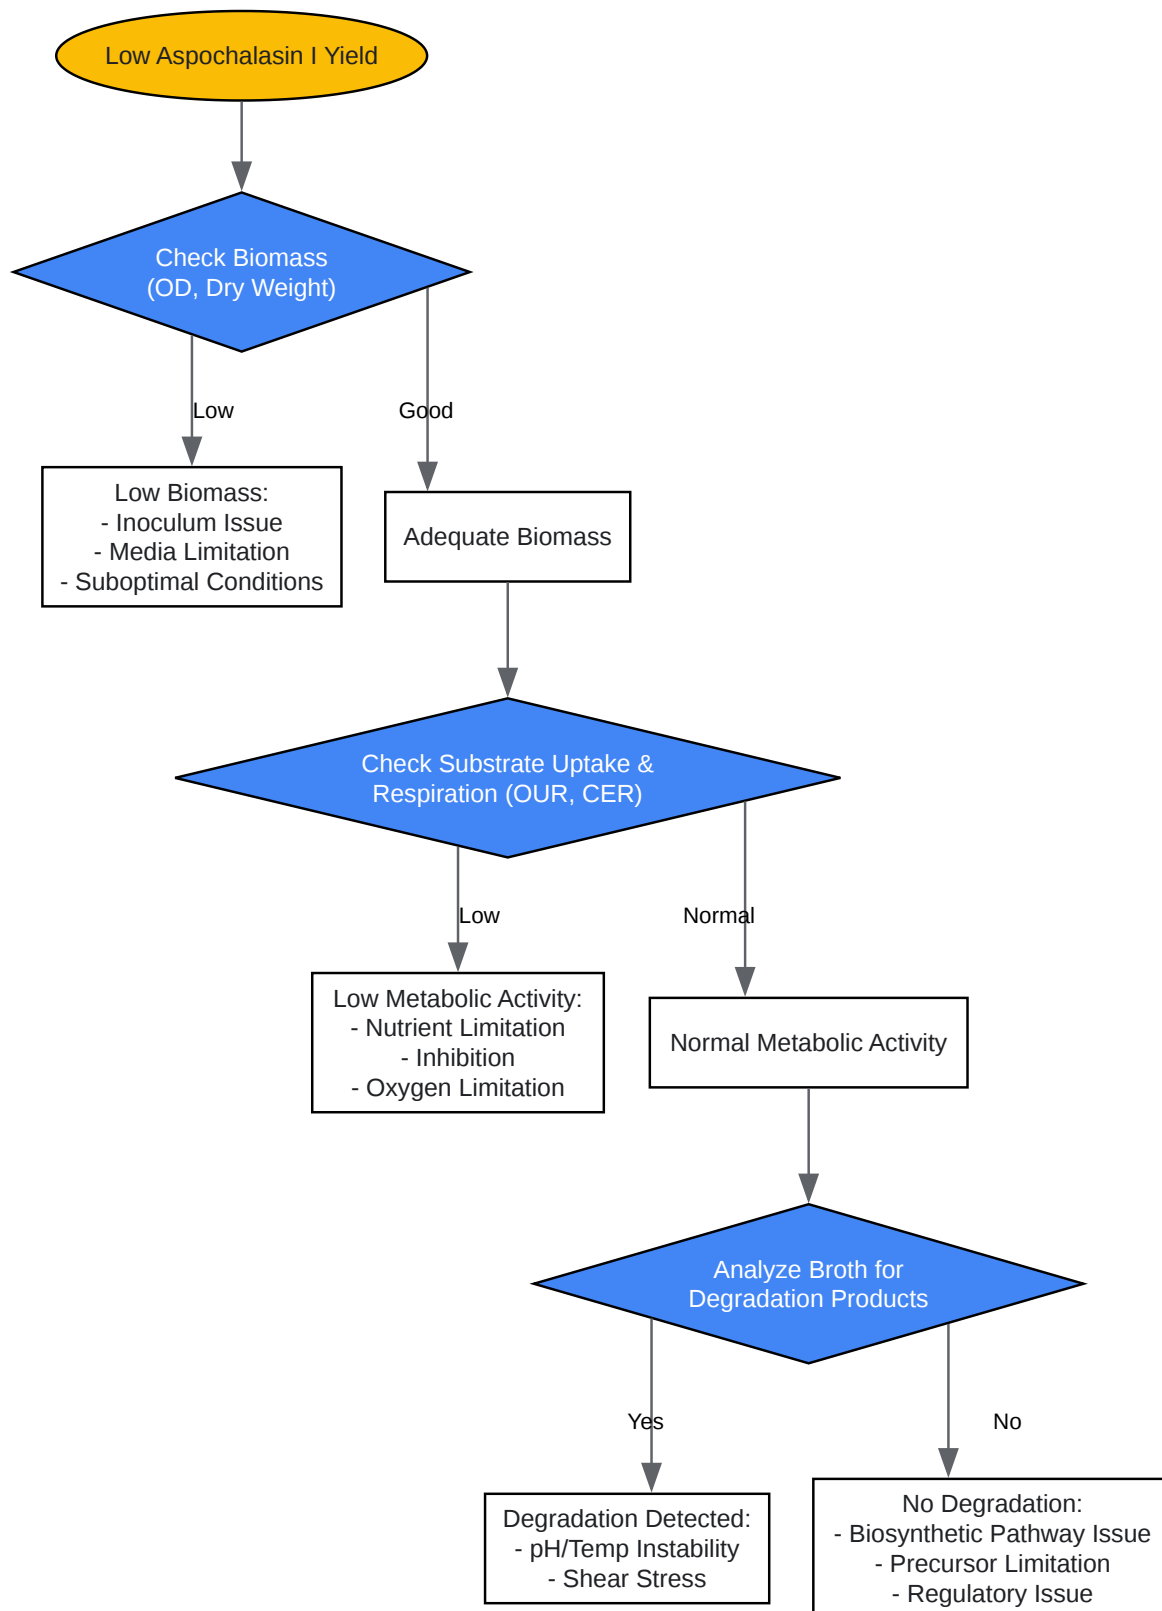 Low Aspochalasin I Yield
Check Biomass
(OD, Dry Weight)
Low
Good
Low Biomass:
- Inoculum Issue
- Media Limitation
- Suboptimal Conditions
Adequate Biomass
Check Substrate Uptake &
Respiration (OUR, CER)
Low
Normal
Low Metabolic Activity:
- Nutrient Limitation
- Inhibition
- Oxygen Limitation
Normal Metabolic Activity
Analyze Broth for
Degradation Products
Yes
No
Degradation Detected:
- pH/Temp Instability
- Shear Stress
No Degradation:
- Biosynthetic Pathway Issue
- Precursor Limitation
- Regulatory Issue